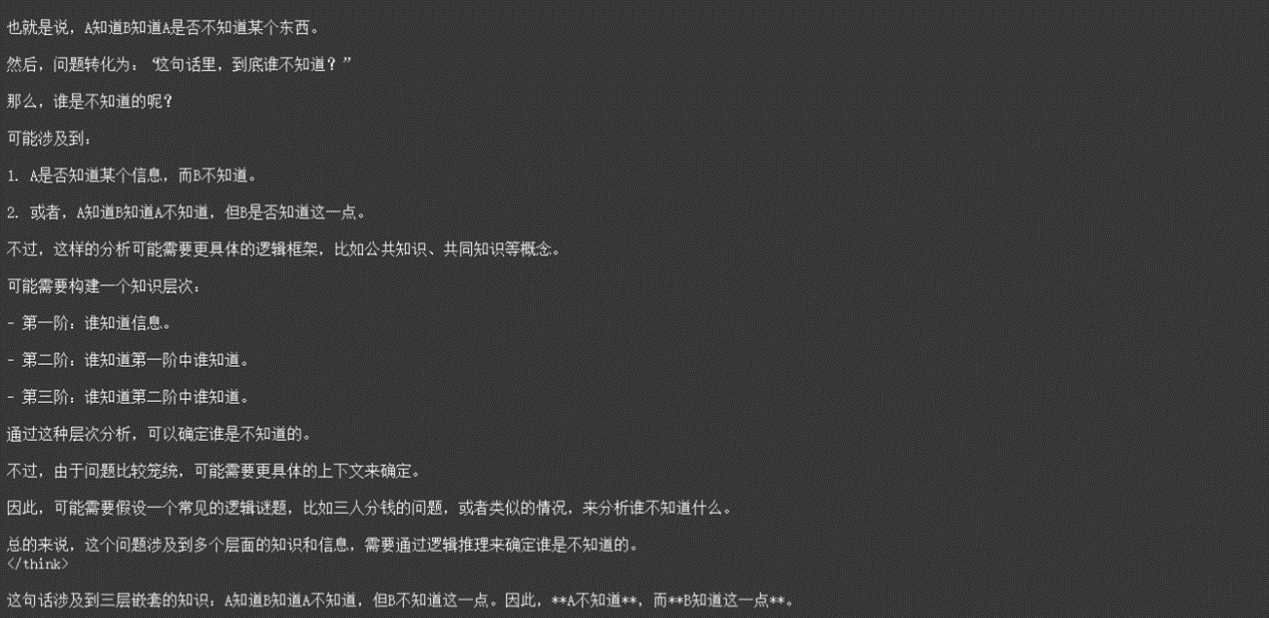 也就是说，A知道B知道A是否不知道某个东西。
然后，问题转化为：“这句话里，到底谁不知道？”
那么，谁是不知道的呢？
可能涉及到：
1. A是否知道某个信息，而B不知道。
2. 或者，A知道B知道A不知道，但B是否知道这一点。
不过，这样的分析可能需要更具体的逻辑框架，比如公共知识、共同知识等概念。
可能需要构建一个知识层次：
- 第一阶：谁知道信息。
- 第二阶：谁知道第一阶中谁知道。
- 第三阶：谁知道第二阶中谁知道。
通过这种层次分析，可以确定谁是不知道的。
不过，由于问题比较笼统，可能需要更具体的上下文来确定。
因此，可能需要假设一个常见的逻辑谜题，比如三人分钱的问题，或者类似的情况，来分析谁不知道什么。
总的来说，这个问题涉及到多个层面的知识和信息，需要通过逻辑推理来确定谁是不知道的。
</think>
这句话涉及到三层嵌套的知识：A知道B知道A不知道，但B不知道这一点。因此，**A不知道**，而**B知道这一点**。